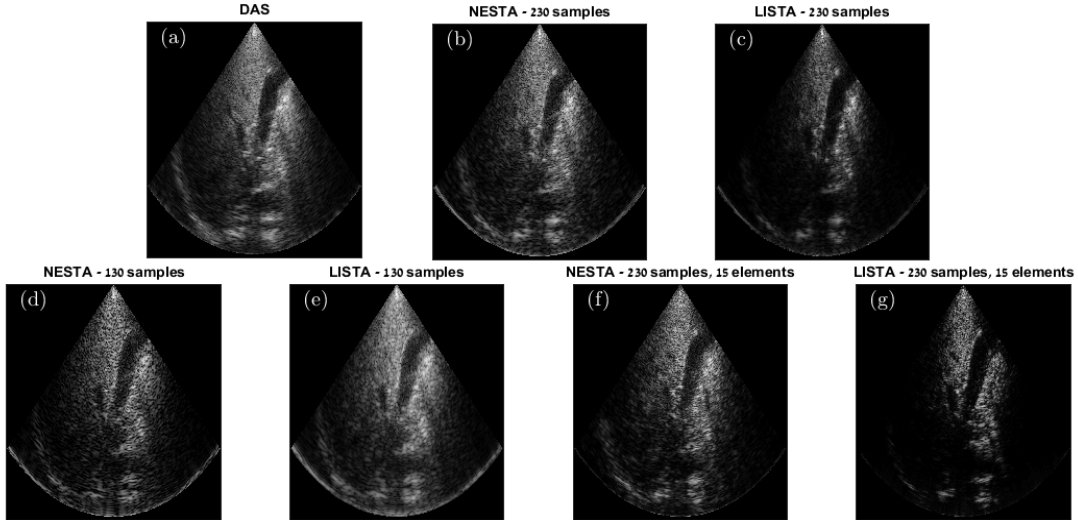 DAS
(a)
NESTA - 230 samples
(b)
LISTA - 230 samples
(c)
NESTA - 130 samples
(d)
LISTA - 130 samples
(e)
NESTA - 230 samples, 15 elements
(f)
LISTA - 230 samples, 15 elements
(g)